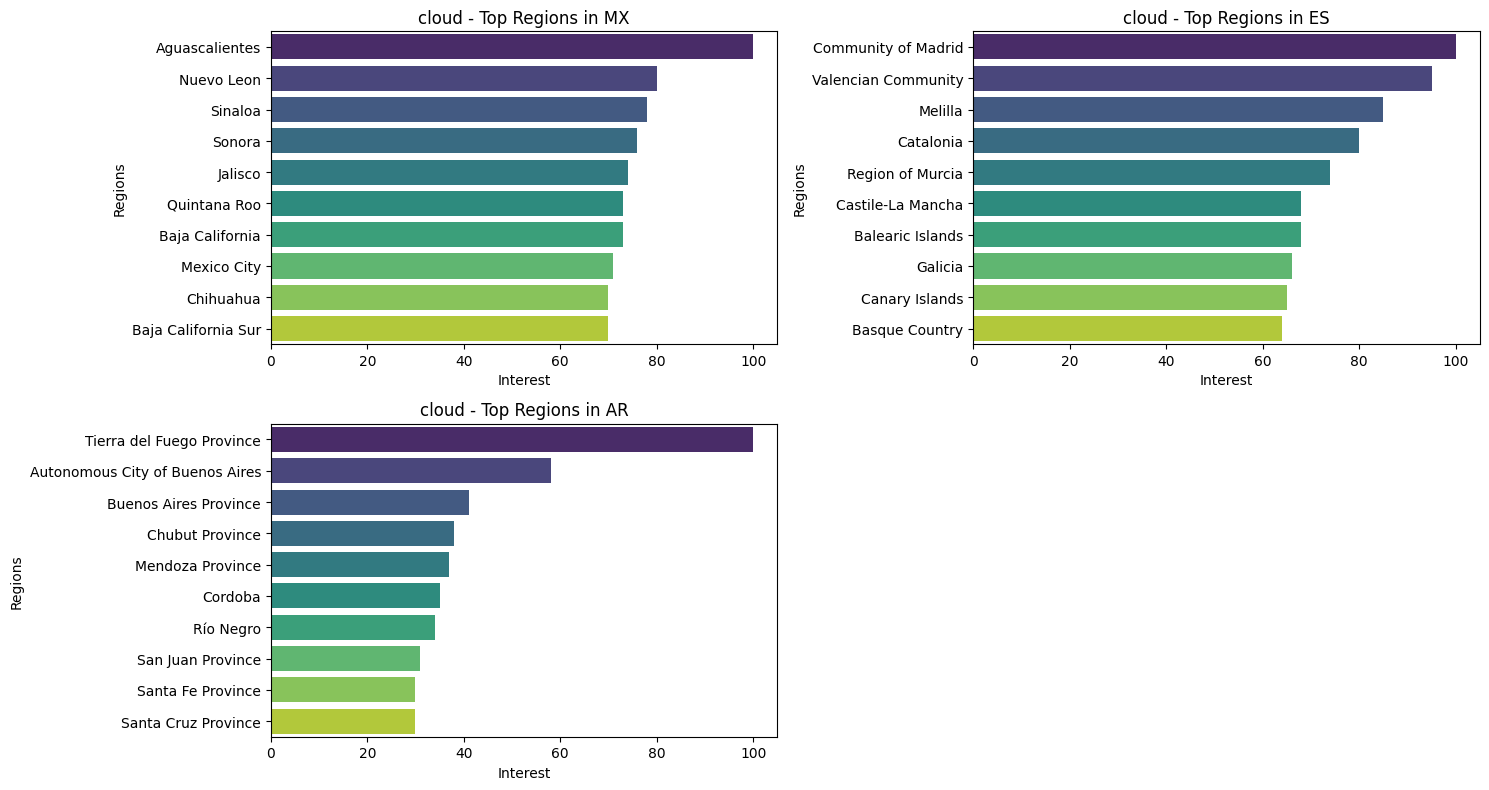 cloud - Top Regions in MX
Regions
Aguascalientes
Nuevo Leon
Sinaloa
Sonora
Jalisco
Quintana Roo
Baja California
Mexico City
Chihuahua
Baja California Sur
0 20 40 60 80 100
Interest
cloud - Top Regions in ES
Regions
Community of Madrid
Valencian Community
Melilla
Catalonia
Region of Murcia
Castile-La Mancha
Balearic Islands
Galicia
Canary Islands
Basque Country
0 20 40 60 80 100
Interest
cloud - Top Regions in AR
Regions
Tierra del Fuego Province
Autonomous City of Buenos Aires
Buenos Aires Province
Chubut Province
Mendoza Province
Cordoba
Río Negro
San Juan Province
Santa Fe Province
Santa Cruz Province
0 20 40 60 80 100
Interest